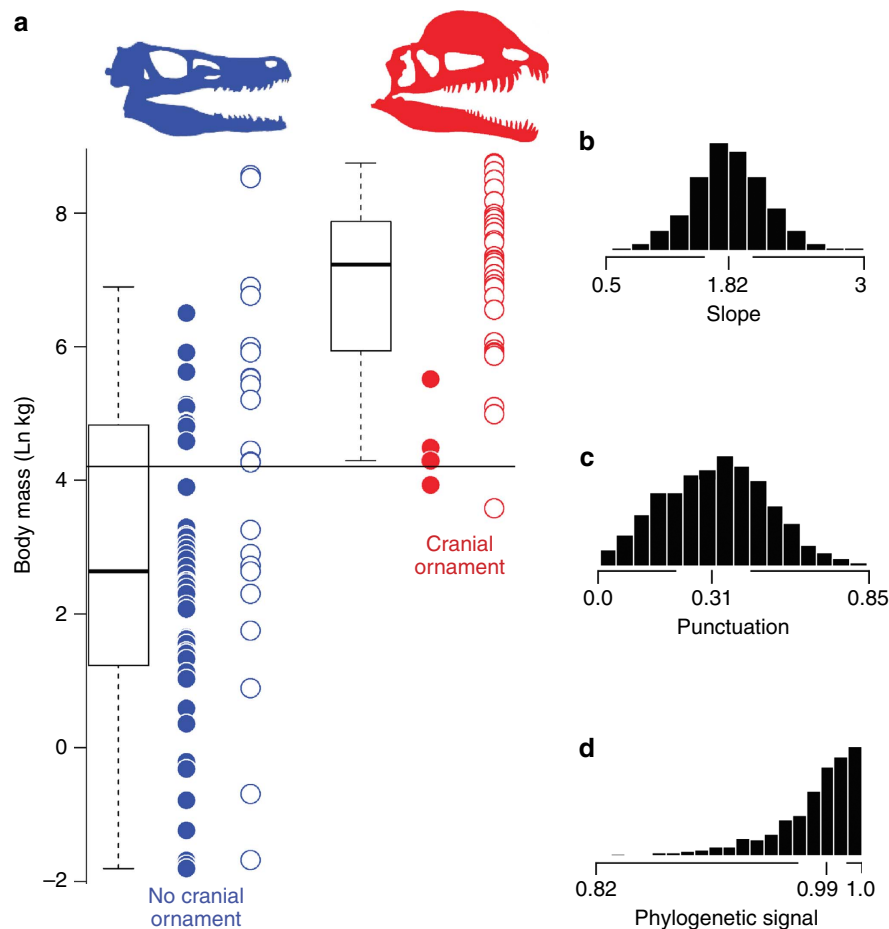 a
Body mass (Ln kg)
8
6
4
2
0
–2
No cranial
ornament
Cranial
ornament
b
0.5
1.82
3
Slope
c
0.0
0.31
0.85
Punctuation
d
0.82
0.99
1.0
Phylogenetic signal